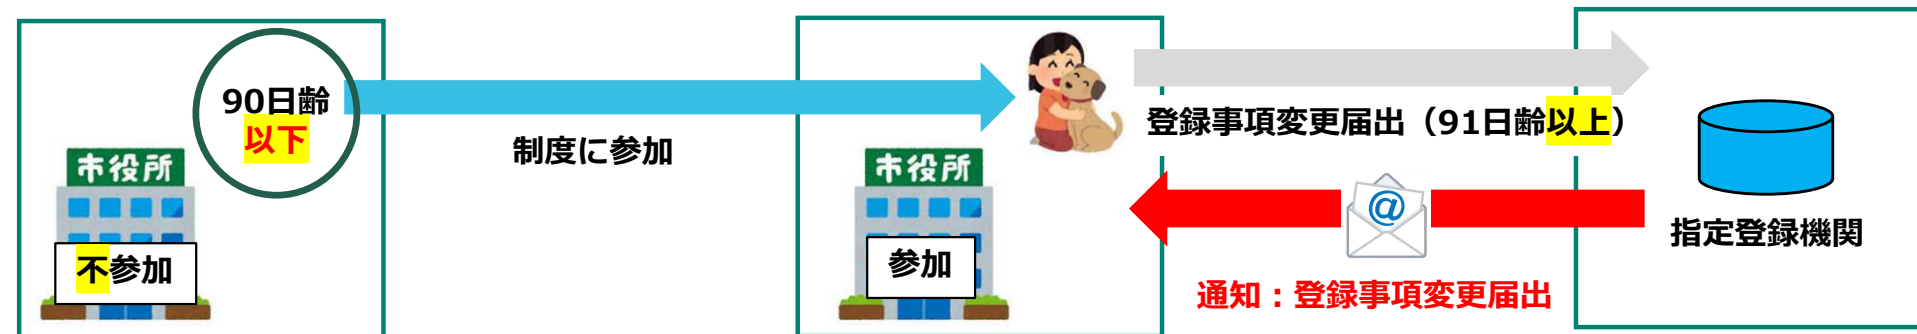 90日齢
以下
市役所
不参加
制度に参加
市役所
参加
登録事項変更届出（91日齢以上）
@
通知：登録事項変更届出
指定登録機関